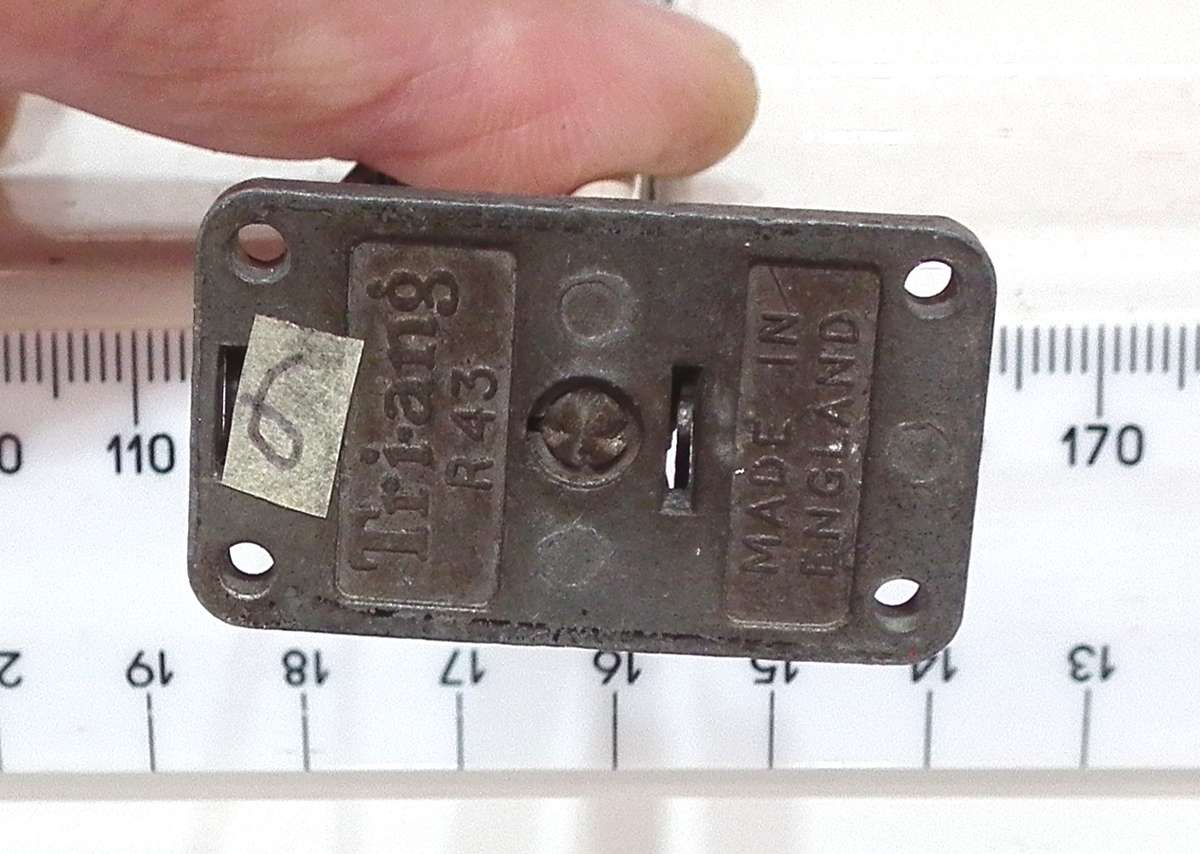 Tri-ang
R 43
MADE IN
ENGLAND
6
110
170
19
18
17
16
15
14
13